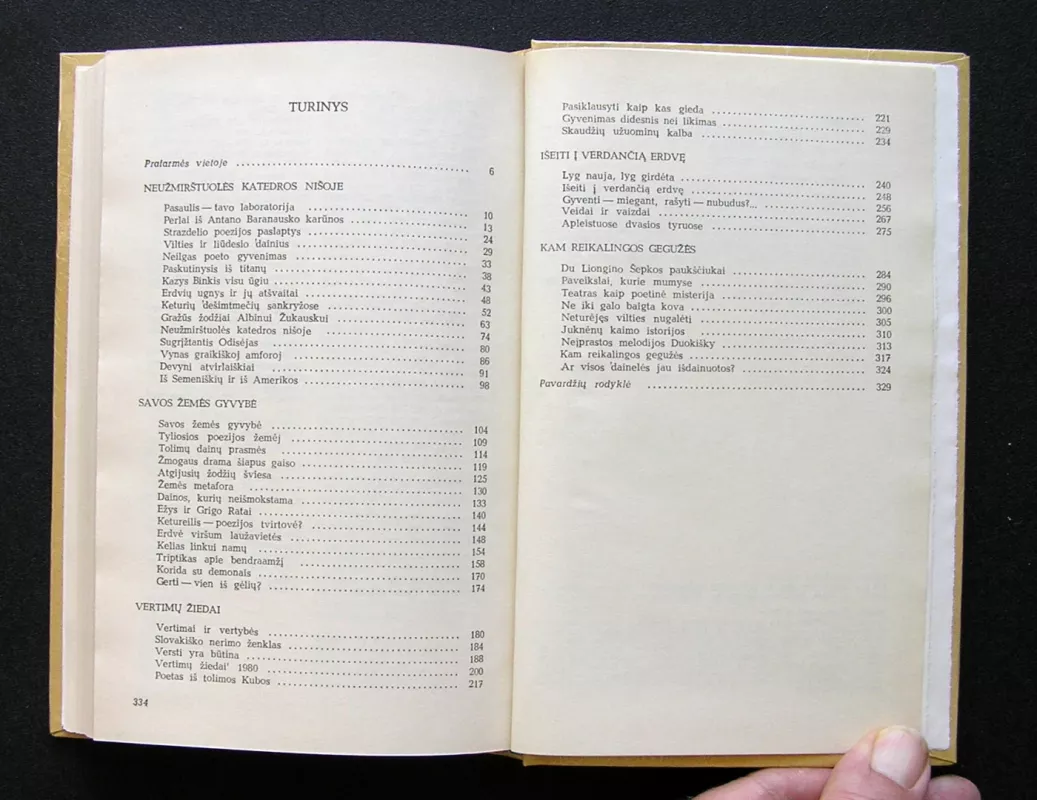 TURINYS
Pratarmės vietoje 6
NEUŽMIRŠTUOLĖS KATEDROS NIŠOJE
Pasaulis — tavo laboratorija 10
Perlai iš Antano Baranausko karūnos 13
Strazdelio poezijos paslaptys 24
Vilties ir liūdesio dainius 29
Neilgas poeto gyvenimas 33
Paskutinysis iš titanų 38
Kazys Binkis visu ūgiu 43
Erdvių ugnys ir jų atšvaitai 48
Keturių dešimtmečių sankryžose 52
Gražūs žodžiai Albinui Žukauskui 63
Neužmirštuolės katedros nišoje 74
Sugrįžtantis Odisėjas 80
Vynas graikiškoj amforoj 86
Devyni atvirlaiškiai 91
Iš Semeniškių ir iš Amerikos 98
SAVOS ŽEMĖS GYVYBĖ
Savos žemės gyvybė 104
Tyliosios poezijos žemėj 109
Tolimų dainų prasmės 114
Žmogaus drama šiapus gaiso 119
Atgijusių žodžių šviesa 125
Žemės metafora 130
Dainos, kurių neišmokstama 133
Ežys ir Grigo Ratai 140
Ketureilis — poezijos tvirtovė? 144
Erdvė viršum laužavietės 148
Kelias linkui namų 154
Triptikas apie bendraamžį 158
Korida su demonais 170
Gerti — vien iš gėlių? 174
VERTIMŲ ŽIEDAI
Vertimai ir vertybės 180
Slovakiško nerimo ženklas 184
Versti yra būtina 188
Vertimų žiedai' 1980 200
Poetas iš tolimos Kubos 217
334
Pasiklausyti kaip kas gieda 221
Gyvenimas didesnis nei likimas 229
Skaudžių užuominų kalba 234
IŠEITI Į VERDANČIĄ ERDVĘ
Lyg nauja, lyg girdėta 240
Išeiti į verdančią erdvę 248
Gyventi — miegant, rašyti — nubudus?... 256
Veidai ir vaizdai 267
Apleistuose dvasios tyruose 275
KAM REIKALINGOS GEGUŽĖS
Du Liongino Šepkos paukščiukai 284
Paveikslai, kurie mumyse 290
Teatras kaip poetinė misterija 296
Ne iki galo baigta kova 300
Neturėjęs vilties nugalėti 305
Juknėnų kaimo istorijos 310
Neįprastos melodijos Duokišky 313
Kam reikalingos gegužės 317
Ar visos dainelės jau išdainuotos? 324
Pavardžių rodyklė 329